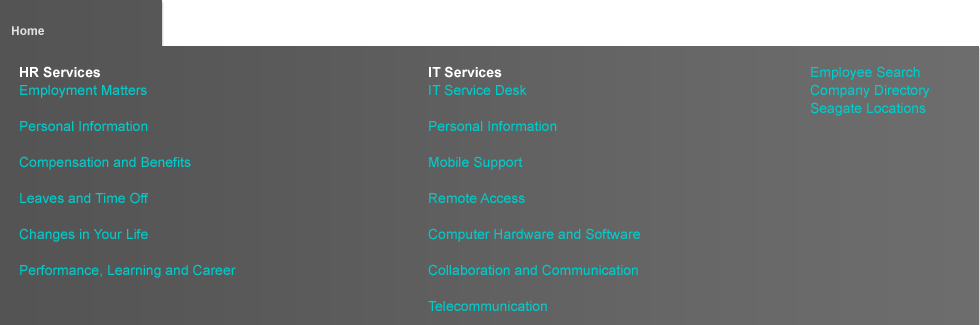 Home
HR Services
Employment Matters
Personal Information
Compensation and Benefits
Leaves and Time Off
Changes in Your Life
Performance, Learning and Career
IT Services
IT Service Desk
Personal Information
Mobile Support
Remote Access
Computer Hardware and Software
Collaboration and Communication
Telecommunication
Employee Search
Company Directory
Seagate Locations